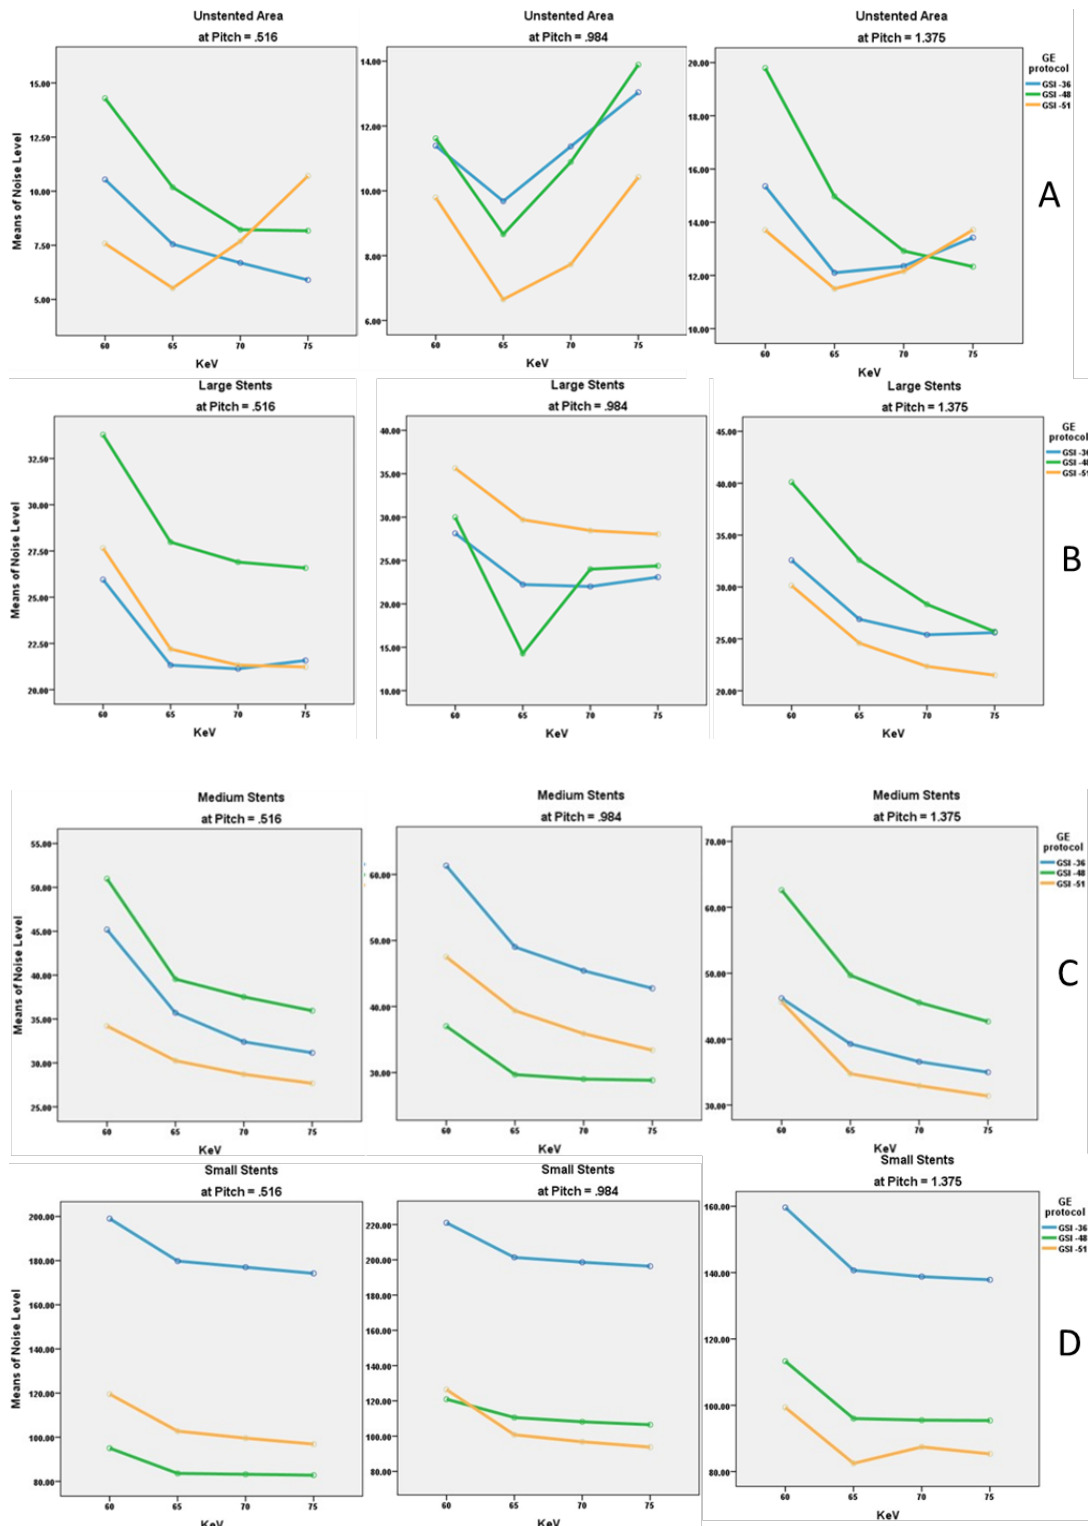 Unstented Area
at Pitch = .516
Means of Noise Level
15.00
12.50
10.00
7.50
5.00
60 65 70 75
KeV
Unstented Area
at Pitch = .984
14.00
12.00
10.00
8.00
6.00
60 65 70 75
KeV
Unstented Area
at Pitch = 1.375
20.00
18.00
16.00
14.00
12.00
10.00
60 65 70 75
KeV
GE
protocol
GSI -36
GSI -48
GSI -51
A
Large Stents
at Pitch = .516
Means of Noise Level
32.50
30.00
27.50
25.00
22.50
20.00
60 65 70 75
KeV
Large Stents
at Pitch = .984
40.00
35.00
30.00
25.00
20.00
15.00
10.00
60 65 70 75
KeV
Large Stents
at Pitch = 1.375
45.00
40.00
35.00
30.00
25.00
20.00
60 65 70 75
KeV
GE
protocol
GSI -36
GSI -48
GSI -51
B
Medium Stents
at Pitch = .516
Means of Noise Level
55.00
50.00
45.00
40.00
35.00
30.00
25.00
60 65 70 75
KeV
Medium Stents
at Pitch = .984
60.00
50.00
40.00
30.00
60 65 70 75
KeV
Medium Stents
at Pitch = 1.375
70.00
60.00
50.00
40.00
30.00
60 65 70 75
KeV
GE
protocol
GSI -36
GSI -48
GSI -51
C
Small Stents
at Pitch = .516
Means of Noise Level
200.00
180.00
160.00
140.00
120.00
100.00
80.00
60 65 70 75
KeV
Small Stents
at Pitch = .984
220.00
200.00
180.00
160.00
140.00
120.00
100.00
80.00
60 65 70 75
KeV
Small Stents
at Pitch = 1.375
160.00
140.00
120.00
100.00
80.00
60 65 70 75
KeV
GE
protocol
GSI -36
GSI -48
GSI -51
D